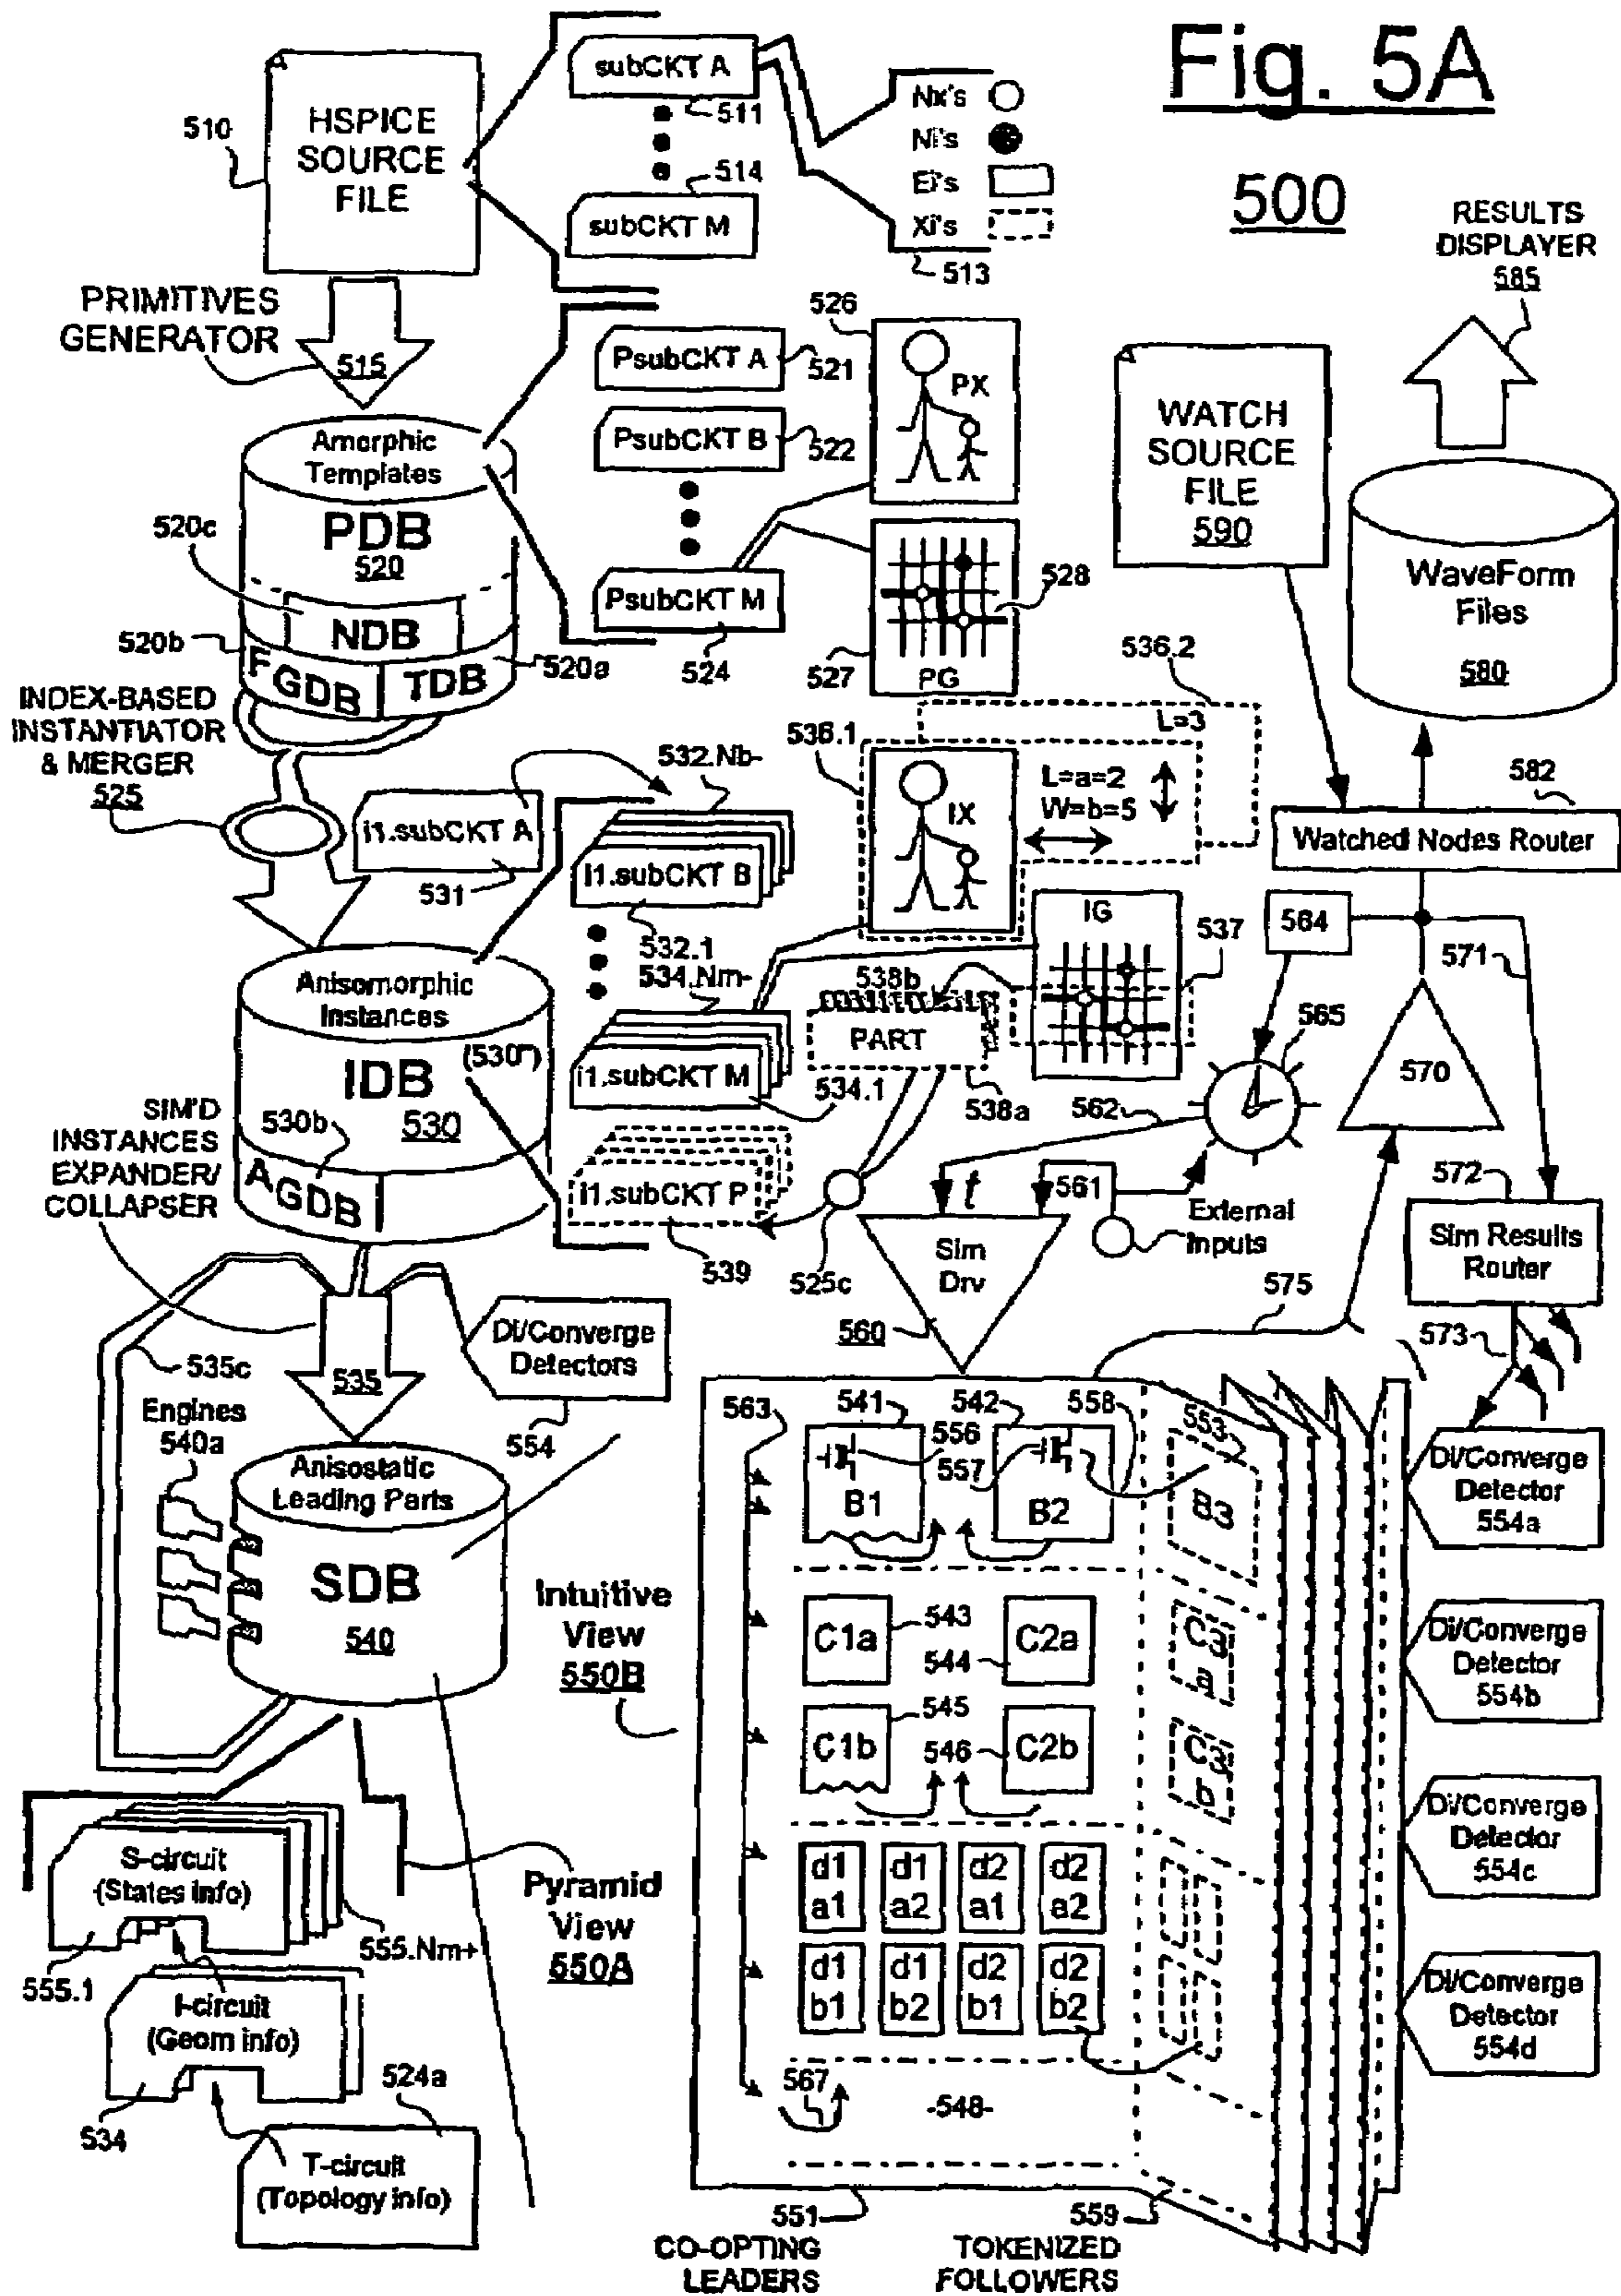 Fig. 5A
500
510
HSPICE
SOURCE
FILE
subCKT A
511
514
subCKT M
Nx's
Ni's
Ei's
Xi's
513
RESULTS
DISPLAYER
585
PRIMITIVES
GENERATOR
515
PsubCKT A
521
PsubCKT B
522
PsubCKT M
524
526
PX
528
527
PG
WATCH
SOURCE
FILE
590
WaveForm
Files
580
Amorphic
Templates
PDB
520
520c
NDB
520b
FGDB
TDB
520a
INDEX-BASED
INSTANTIATOR
& MERGER
525
i1.subCKT A
531
532.Nb
i1.subCKT B
532.1
534.Nm
i1.subCKT M
534.1
536.1
536.2
L=3
L=a=2
W=b=5
IX
IG
537
538b
PART
538a
582
Watched Nodes Router
564
571
565
570
562
Anisomorphic
Instances
IDB
(530")
530
530b
AGDB
SIM'D
INSTANCES
EXPANDER/
COLLAPSER
i1.subCKT P
539
525c
t
561
External
Inputs
Sim
Drv
560
575
572
Sim Results
Router
573
535c
535
Di/Converge
Detectors
554
Engines
540a
Anisostatic
Leading Parts
SDB
540
Intuitive
View
550B
Pyramid
View
550A
S-circuit
(States info)
555.1
555.Nm+
I-circuit
(Geom info)
534
524a
T-circuit
(Topology info)
563
541
542
558
556
557
553
B1
B2
B3
C1a
543
544
C2a
545
C1b
546
C2b
C3
a
C3
b
d1
a1
d1
a2
d2
a1
d2
a2
d1
b1
d1
b2
d2
b1
d2
b2
567
-548-
551
559
CO-OPTING
LEADERS
TOKENIZED
FOLLOWERS
Di/Converge
Detector
554a
Di/Converge
Detector
554b
Di/Converge
Detector
554c
Di/Converge
Detector
554d